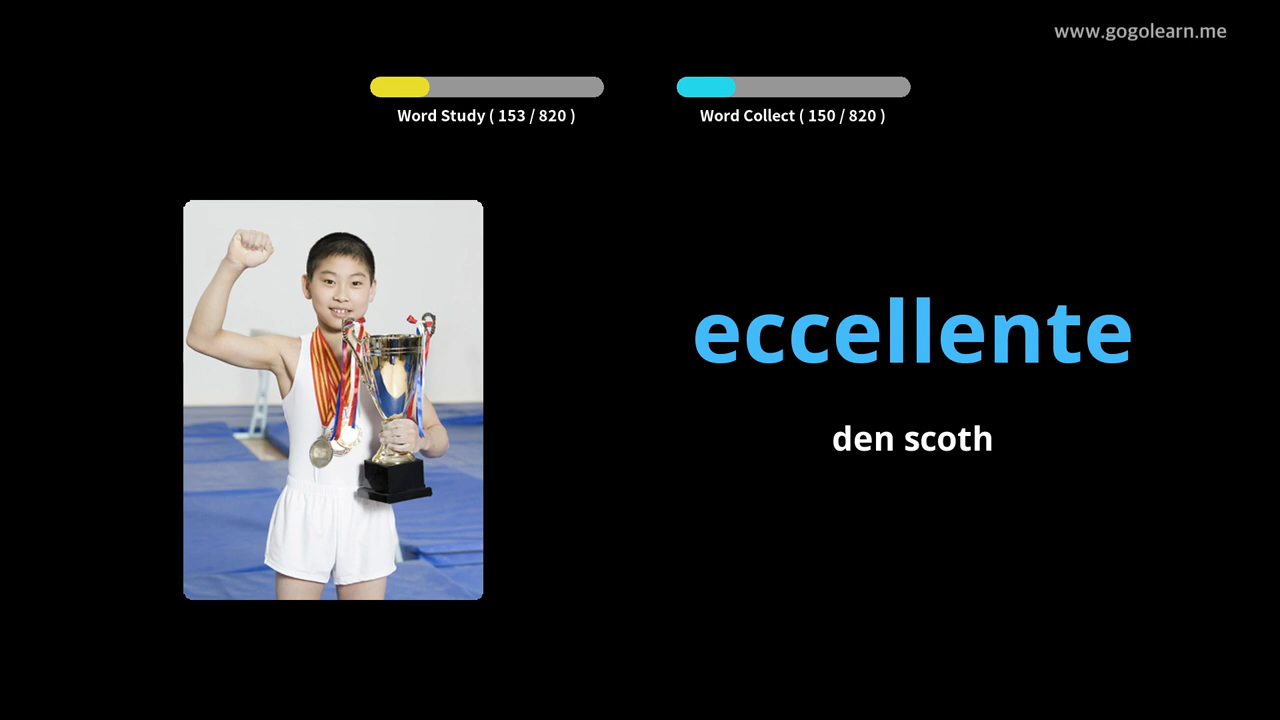 www.gogolearn.me
Word Study ( 153 / 820 )
Word Collect ( 150 / 820 )
eccellente
den scoth